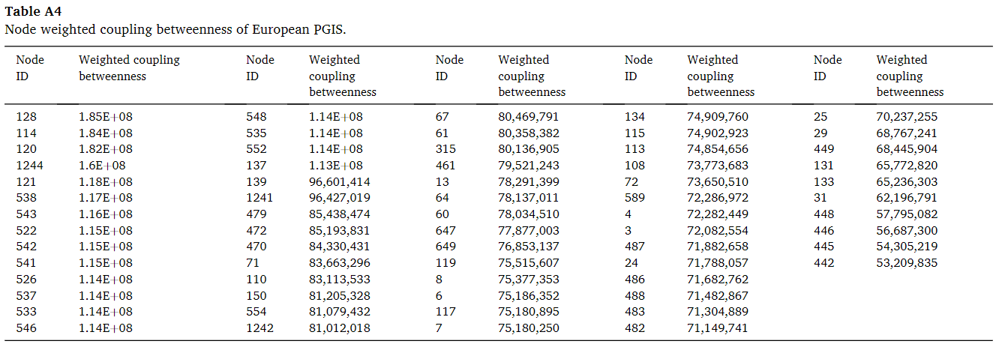 Table A4
Node weighted coupling betweenness of European PGIS.
Node Weighted coupling Node Weighted Node Weighted Node Weighted Node Weighted
ID betweenness ID coupling ID coupling ID coupling ID coupling
betweenness betweenness betweenness betweenness
128 1.85E+08 548 1.14E+08 67 80,469,791 134 74,909,760 25 70,237,255
114 1.84E+08 535 1.14E+08 61 80,358,382 115 74,902,923 29 68,767,241
120 1.82E+08 552 1.14E+08 315 80,136,905 113 74,854,656 449 68,445,904
1244 1.6E+08 137 1.13E+08 461 79,521,243 108 73,773,683 131 65,772,820
121 1.18E+08 139 96,601,414 13 78,291,399 72 73,650,510 133 65,236,303
538 1.17E+08 1241 96,427,019 64 78,137,011 589 72,286,972 31 62,196,791
543 1.16E+08 479 85,438,474 60 78,034,510 4 72,282,449 448 57,795,082
522 1.15E+08 472 85,193,831 647 77,877,003 3 72,082,554 446 56,687,300
542 1.15E+08 470 84,330,431 649 76,853,137 487 71,882,658 445 54,305,219
541 1.15E+08 71 83,663,296 119 75,515,607 24 71,788,057 442 53,209,835
526 1.14E+08 110 83,113,533 8 75,377,353 486 71,682,762
537 1.14E+08 150 81,205,328 6 75,186,352 488 71,482,867
533 1.14E+08 554 81,079,432 117 75,180,895 483 71,304,889
546 1.14E+08 1242 81,012,018 7 75,180,250 482 71,149,741